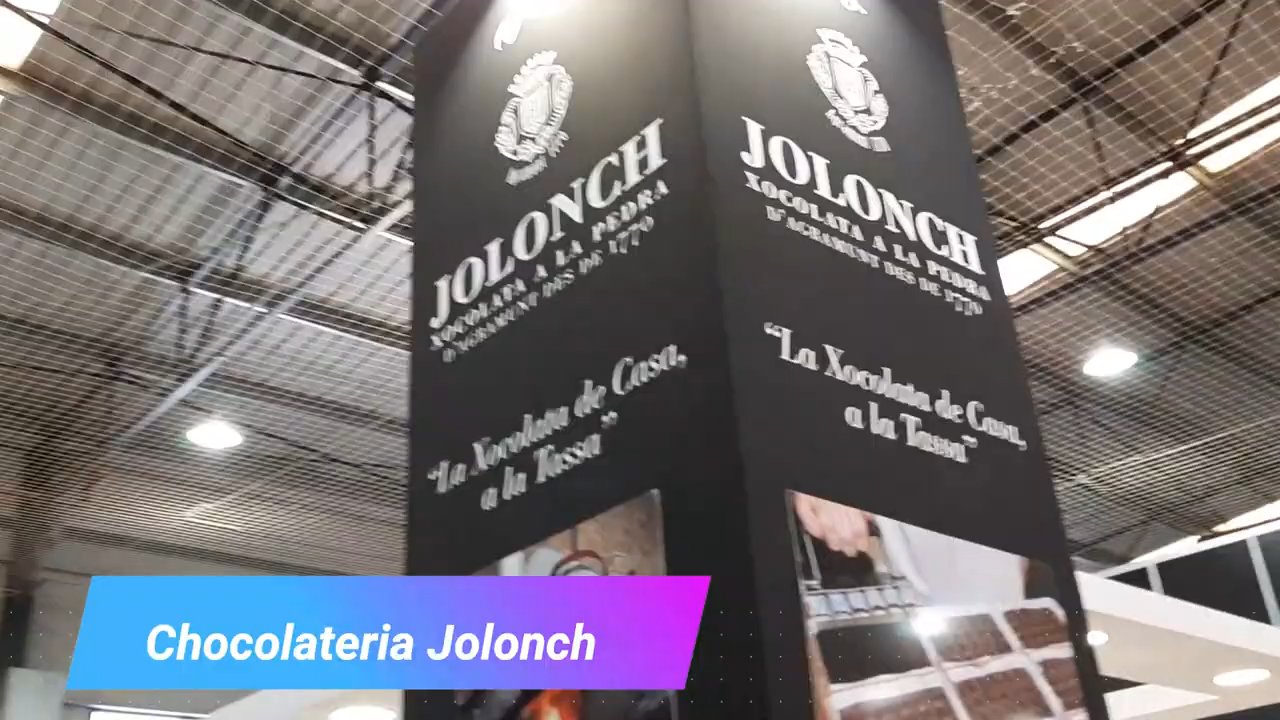 JOLONCH
XOCOLATA A LA PEDRA
D'AGRAMUNT DES DE 1770
"La Xocolata de Casa,
a la Tassa"
JOLONCH
XOCOLATA A LA PEDRA
D'AGRAMUNT DES DE 1770
"La Xocolata de Casa,
a la Tassa"
Chocolateria Jolonch